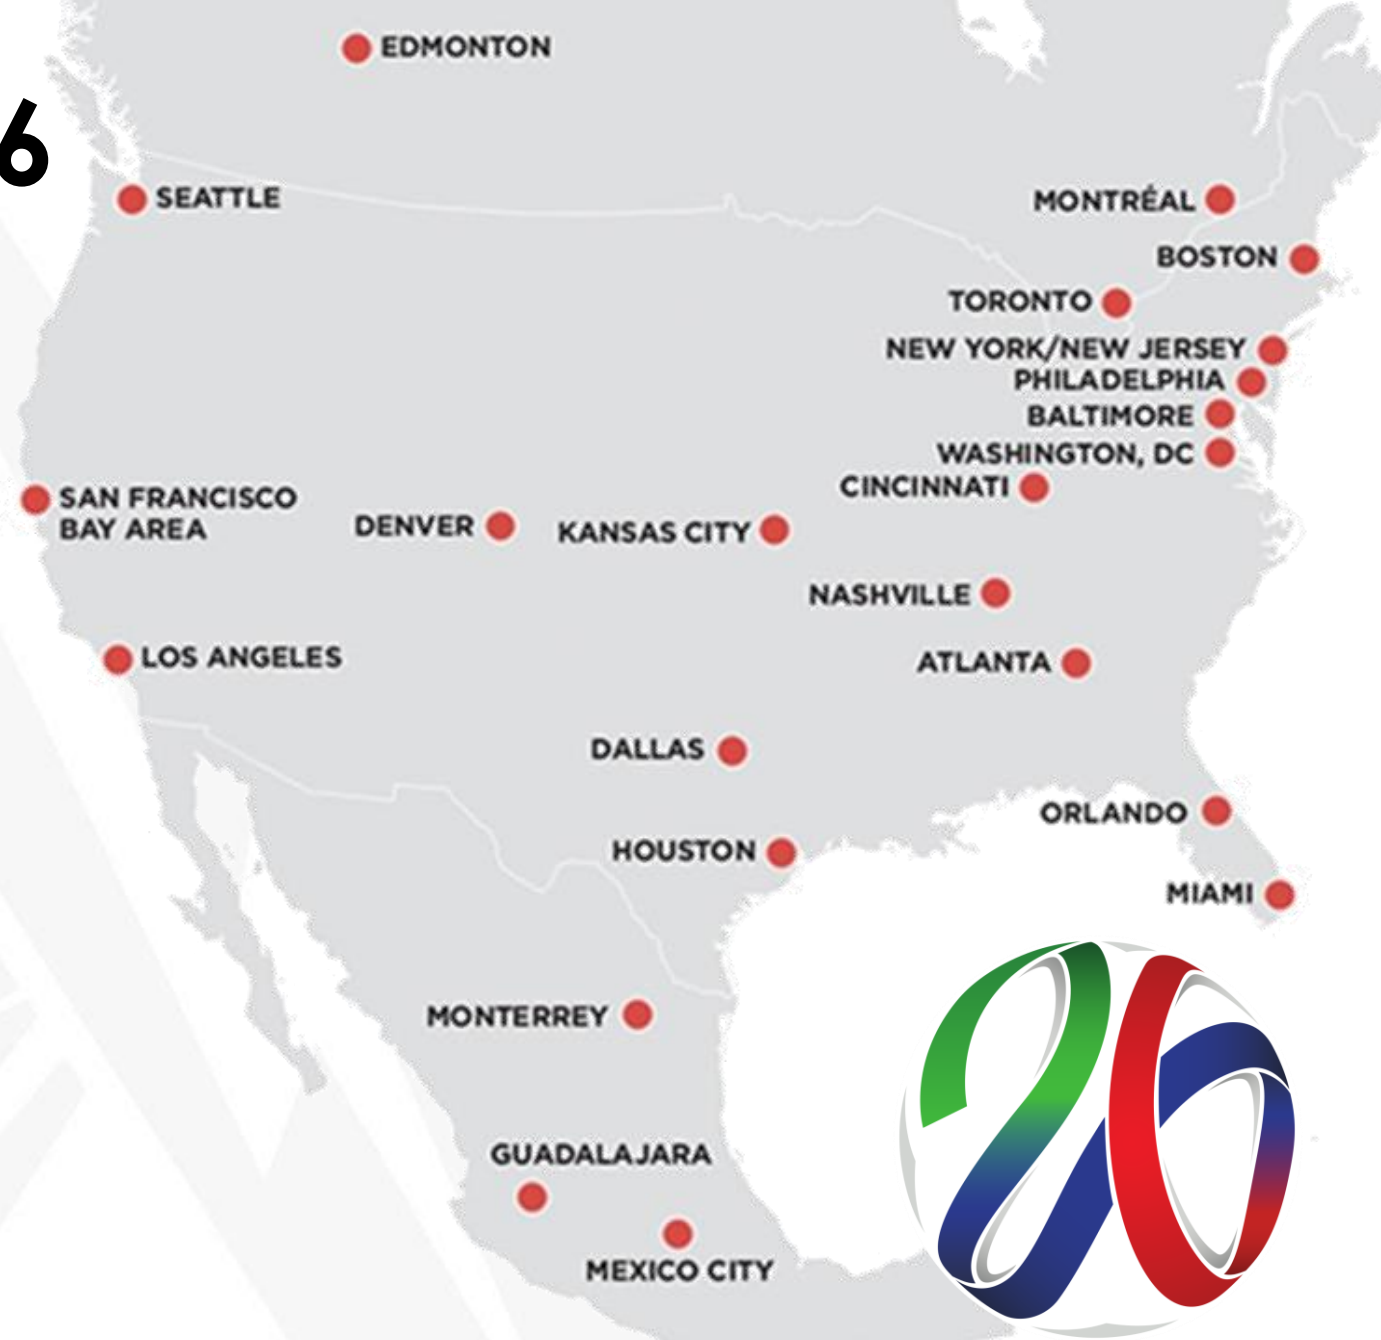 EDMONTON
6
SEATTLE
MONTRÉAL
BOSTON
TORONTO
NEW YORK/NEW JERSEY
PHILADELPHIA
BALTIMORE
WASHINGTON, DC
CINCINNATI
SAN FRANCISCO
BAY AREA
DENVER
KANSAS CITY
NASHVILLE
LOS ANGELES
ATLANTA
DALLAS
ORLANDO
HOUSTON
MIAMI
MONTERREY
GUADALAJARA
MEXICO CITY
26